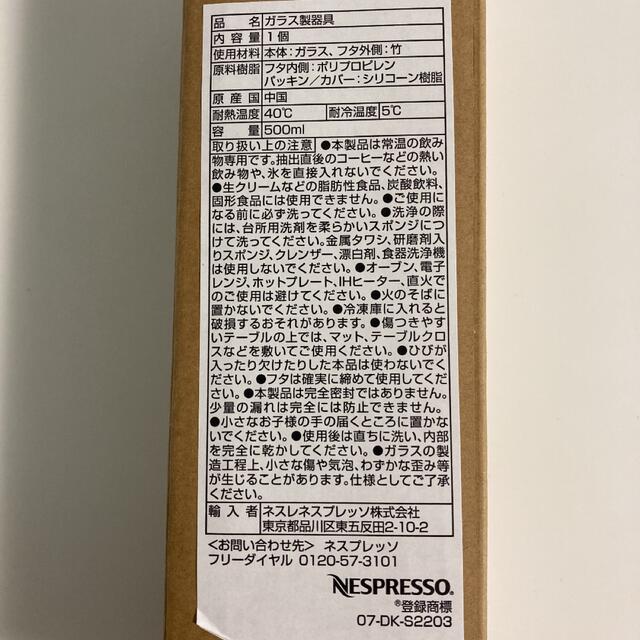 品名 ガラス製器具
内容量 1個
使用材料 本体：ガラス、フタ外側：竹
原料樹脂 フタ内側：ポリプロピレン
パッキン／カバー：シリコーン樹脂
原産国 中国
耐熱温度 40℃ 耐冷温度 5℃
容量 500ml
取り扱い上の注意 ●本製品は常温の飲み
物専用です。抽出直後のコーヒーなどの熱い
飲み物や、氷を直接入れないでください。
●生クリームなどの脂肪性食品、炭酸飲料、
固形食品には使用できません。●ご使用に
なる前に必ず洗ってください。●洗浄の際
には、台所用洗剤を柔らかいスポンジにつ
けて洗ってください。金属タワシ、研磨剤入
りスポンジ、クレンザー、漂白剤、食器洗浄機
は使用しないでください。●オーブン、電子
レンジ、ホットプレート、IHヒーター、直火で
のご使用は避けてください。●火のそばに
置かないでください。●冷凍庫に入れると
破損するおそれがあります。●傷つきやす
いテーブルの上では、マット、テーブルクロ
スなどを敷いてご使用ください。●ひびが
入ったり欠けたりした本品は使わないでく
ださい。●フタは確実に締めて使用してくだ
さい。●本製品は完全密封ではありません。
少量の漏れは完全には防止できません。
●小さなお子様の手の届くところに置かな
いでください。●使用後は直ちに洗い、内部
を完全に乾かしてください。●ガラスの製
造工程上、小さな傷や気泡、わずかな歪み等
が生じることがあります。仕様としてご了承
ください。
輸入者 ネスレネスプレッソ株式会社
東京都品川区東五反田2-10-2
＜お問い合わせ先＞ ネスプレッソ
フリーダイヤル 0120-57-3101
NESPRESSO®
®登録商標
07-DK-S2203